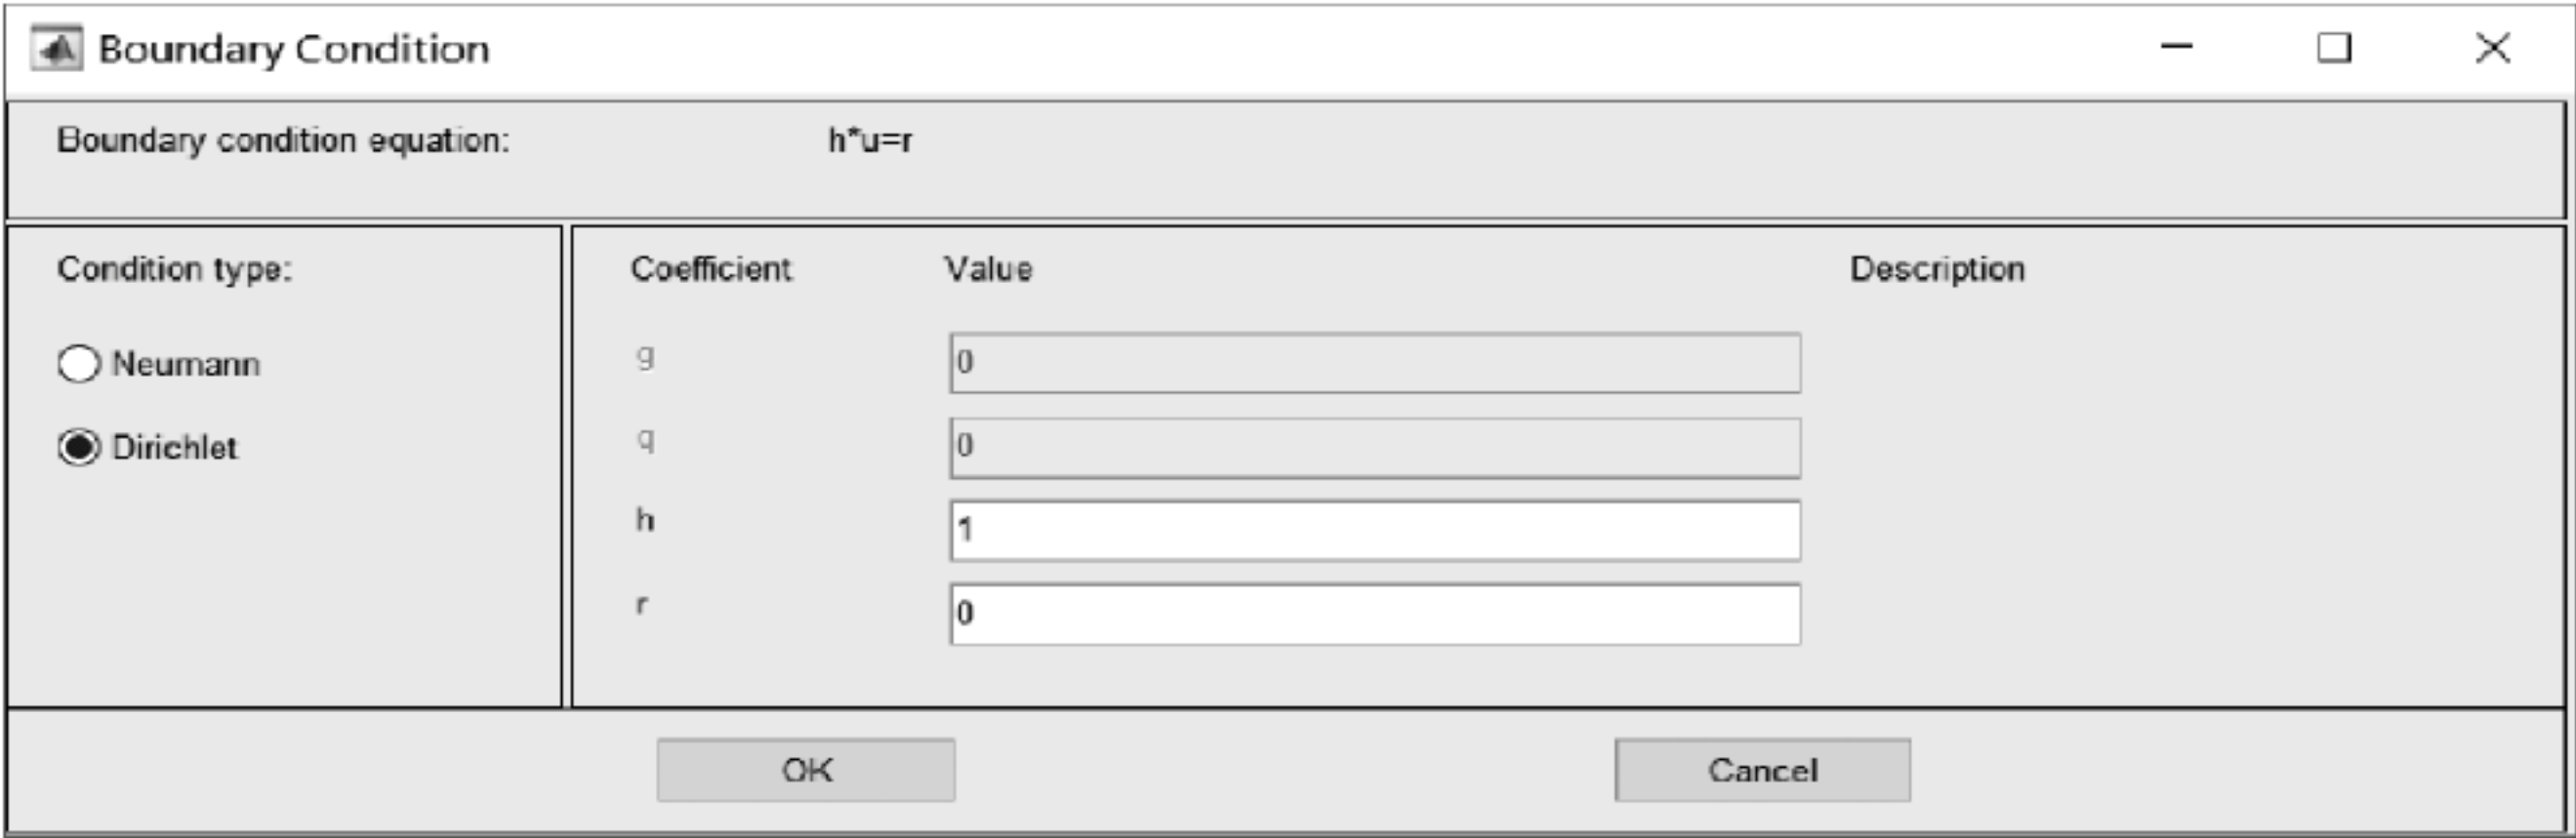 Boundary Condition
Boundary condition equation: h*u=r
Condition type:
Neumann
Dirichlet
Coefficient Value Description
g 0
q 0
h 1
r 0
OK Cancel